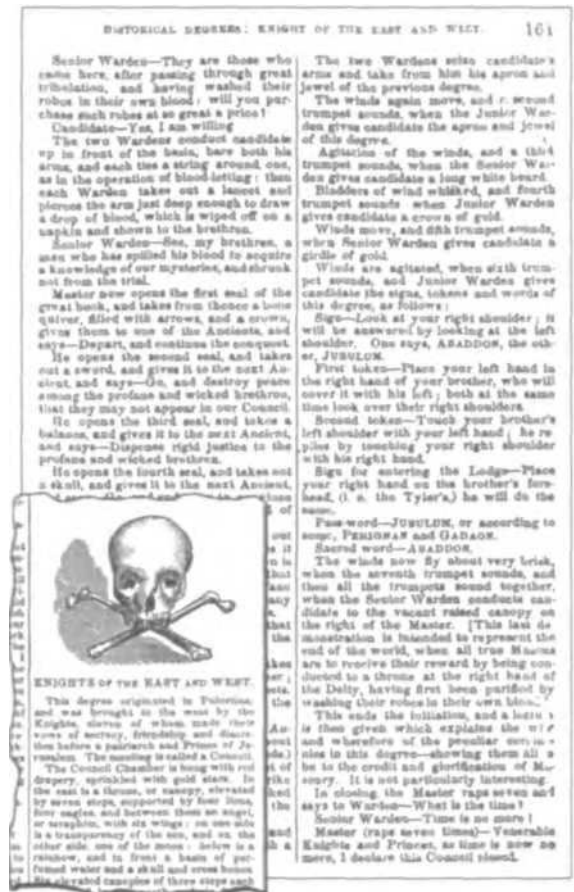 HISTORICAL DEGREES: KNIGHT OF THE EAST AND WEST. 161
Senior Warden—They are those who
came here, after passing through great
tribulation, and having washed their
robes in their own blood: will you pur-
chase such robes at so great a price?
Candidate—Yes, I am willing
The two Wardens conduct candidate
up in front of the basin, bare both his
arms, and each ties a string around one,
as in the operation of blood-letting: then
each Warden takes out a lancet and
pierces the arm just deep enough to draw
a drop of blood, which is wiped off on a
napkin and shown to the brethren.
Senior Warden—See, my brethren, a
man who has spilled his blood to acquire
a knowledge of our mysteries, and shrunk
not from the trial.
Master now opens the first seal of the
great book, and takes from thence a bone
quiver, filled with arrows, and a crown,
gives them to one of the Ancients, and
says—Depart, and continue the conquest.
He opens the second seal, and takes
out a sword, and gives it to the next An-
cient, and says—Go, and destroy peace
among the profane and wicked brethren,
that they may not appear in our Council.
He opens the third seal, and takes a
balance, and gives it to the next Ancient,
and says—Dispense rigid justice to the
profane and wicked brethren.
He opens the fourth seal, and takes out
a skull, and gives it to the next Ancient,
KNIGHTS OF THE EAST AND WEST.
This degree originated in Palestine,
and was brought to the west by the
Knights, eleven of whom made their
vows of secrecy, friendship and discre-
tion before a patriarch and Prince of Je-
rusalem. The meeting is called a Council.
The Council Chamber is hung with red
drapery, sprinkled with gold stars. In
the east is a throne, or canopy, elevated
by seven steps, supported by four lions,
four eagles, and between them an angel,
or seraphim, with six wings: on one side
is a transparency of the sun, and on the
other side one of the moon: below is a
rainbow, and in front a basin of per-
fumed water and a skull and cross bones.
Six elevated canopies of three steps each
The two Wardens seize candidate's
arms and take from him his apron and
jewel of the previous degree.
The winds again move, and a second
trumpet sounds, when the Junior War-
den gives candidate the apron and jewel
of this degree.
Agitation of the winds, and a third
trumpet sounds, when the Senior War-
den gives candidate a long white beard.
Bladders of wind whisked, and fourth
trumpet sounds when Junior Warden
gives candidate a crown of gold.
Winds move, and fifth trumpet sounds,
when Senior Warden gives candidate a
girdle of gold.
Winds are agitated, when sixth trum-
pet sounds, and Junior Warden gives
candidate the signs, tokens and words of
this degree, as follows:
Sign—Look at your right shoulder; it
will be answered by looking at the left
shoulder. One says, ABADDON, the oth-
er, JUBULUM.
First token—Place your left hand in
the right hand of your brother, who will
cover it with his left; both at the same
time look over their right shoulders.
Second token—Touch your brother's
left shoulder with your left hand; he re-
plies by touching your right shoulder
with his right hand.
Sign for entering the Lodge—Place
your right hand on the brother's fore-
head, (i. e. the Tyler's,) he will do the
same.
Pass-word—JUBULUM, or according to
some, PERIGNAN and GADAON.
Sacred word—ABADDON.
The winds now fly about very brisk,
when the seventh trumpet sounds, and
then all the trumpets sound together,
when the Senior Warden conducts can-
didate to the vacant raised canopy on
the right of the Master. [This last de-
monstration is intended to represent the
end of the world, when all true Masons
are to receive their reward by being con-
ducted to a throne at the right hand of
the Deity, having first been purified by
washing their robes in their own blood.
This ends the initiation, and a lecture
is then given which explains the why
and wherefore of the peculiar ceremo-
nies in this degree—showing them all to
be to the credit and glorification of Ma-
sonry. It is not particularly interesting.
In closing, the Master raps seven and
says to Warden—What is the time?
Senior Warden—Time is no more!
Master (raps seven times)—Venerable
Knights and Princes, as time is now no
more, I declare this Council closed.